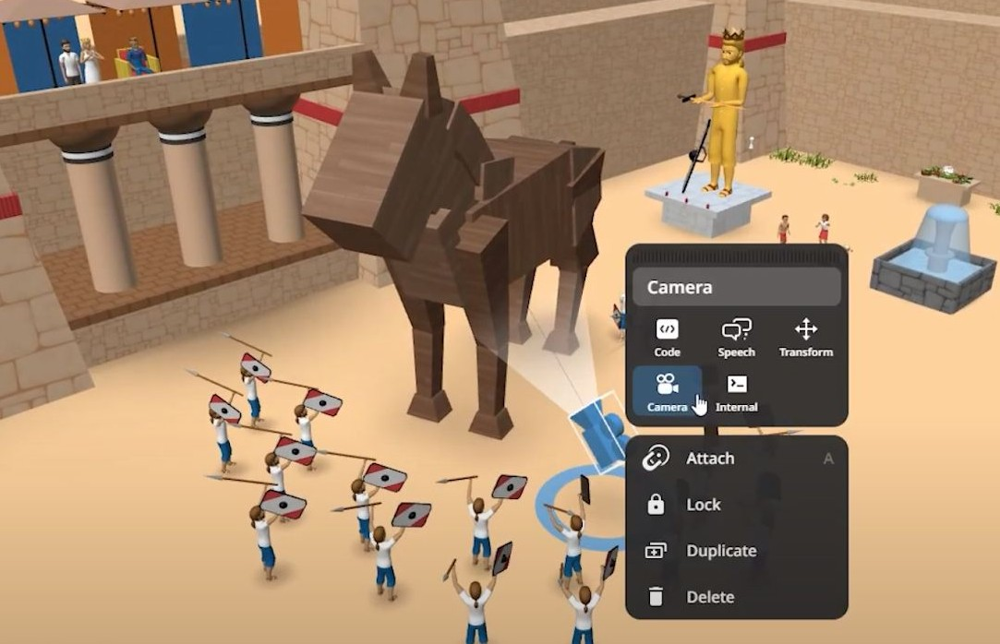 Camera
Code Speech Transform
Camera Internal
Attach A
Lock
Duplicate
Delete